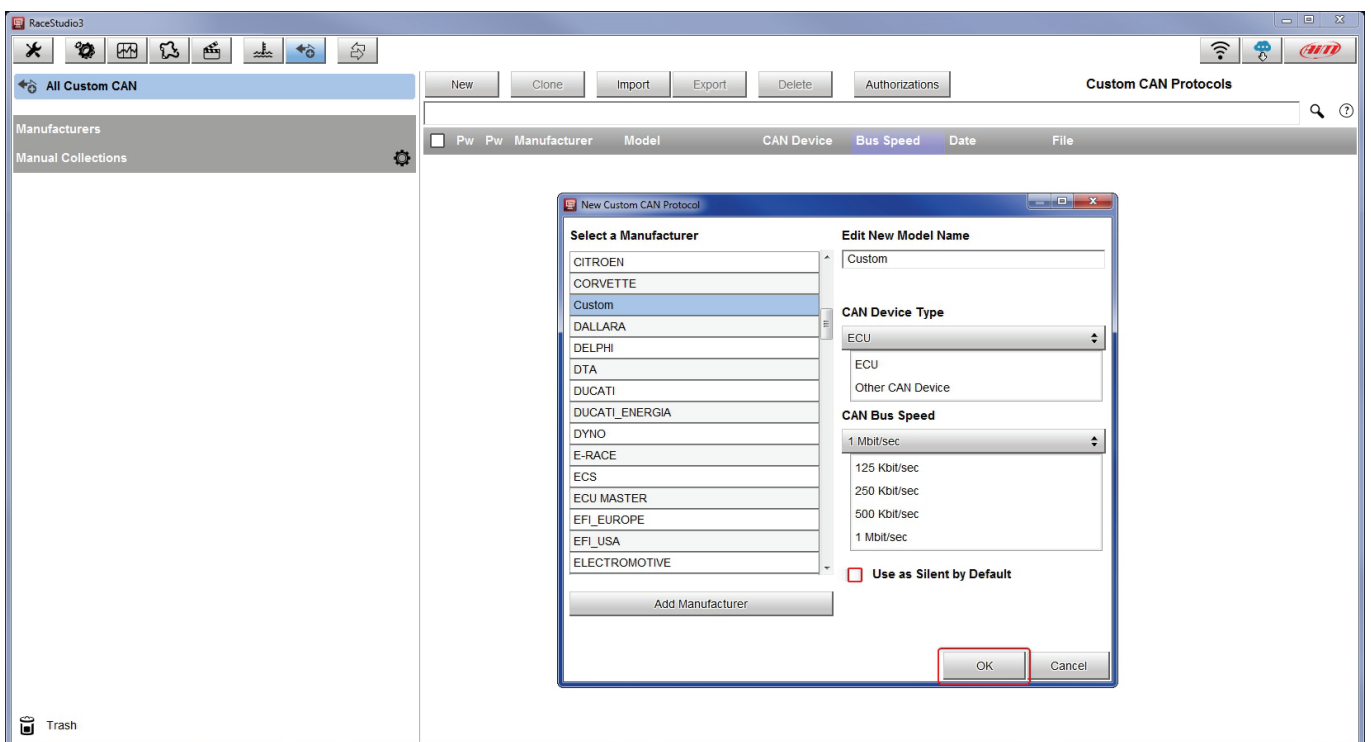 RaceStudio3
AiM
All Custom CAN
New Clone Import Export Delete Authorizations Custom CAN Protocols
Manufacturers
Manual Collections
Pw Pw Manufacturer Model CAN Device Bus Speed Date File
New Custom CAN Protocol
Select a Manufacturer
CITROEN
CORVETTE
Custom
DALLARA
DELPHI
DTA
DUCATI
DUCATI_ENERGIA
DYNO
E-RACE
ECS
ECU MASTER
EFI_EUROPE
EFI_USA
ELECTROMOTIVE
Add Manufacturer
Edit New Model Name
Custom
CAN Device Type
ECU
ECU
Other CAN Device
CAN Bus Speed
1 Mbit/sec
125 Kbit/sec
250 Kbit/sec
500 Kbit/sec
1 Mbit/sec
Use as Silent by Default
OK Cancel
Trash